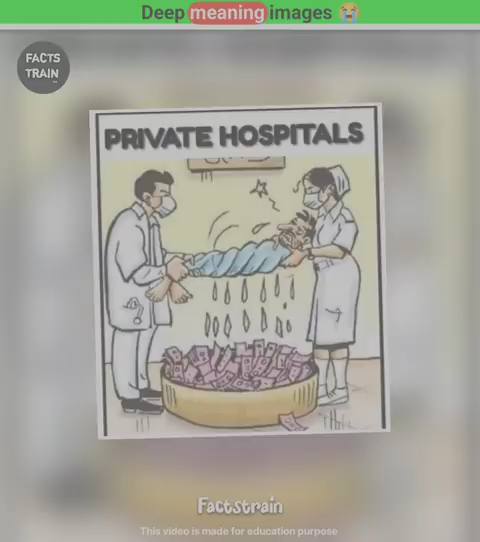 Deep meaning images 😭
FACTS
TRAIN
PRIVATE HOSPITALS
Factstrain
This video is made for education purpose